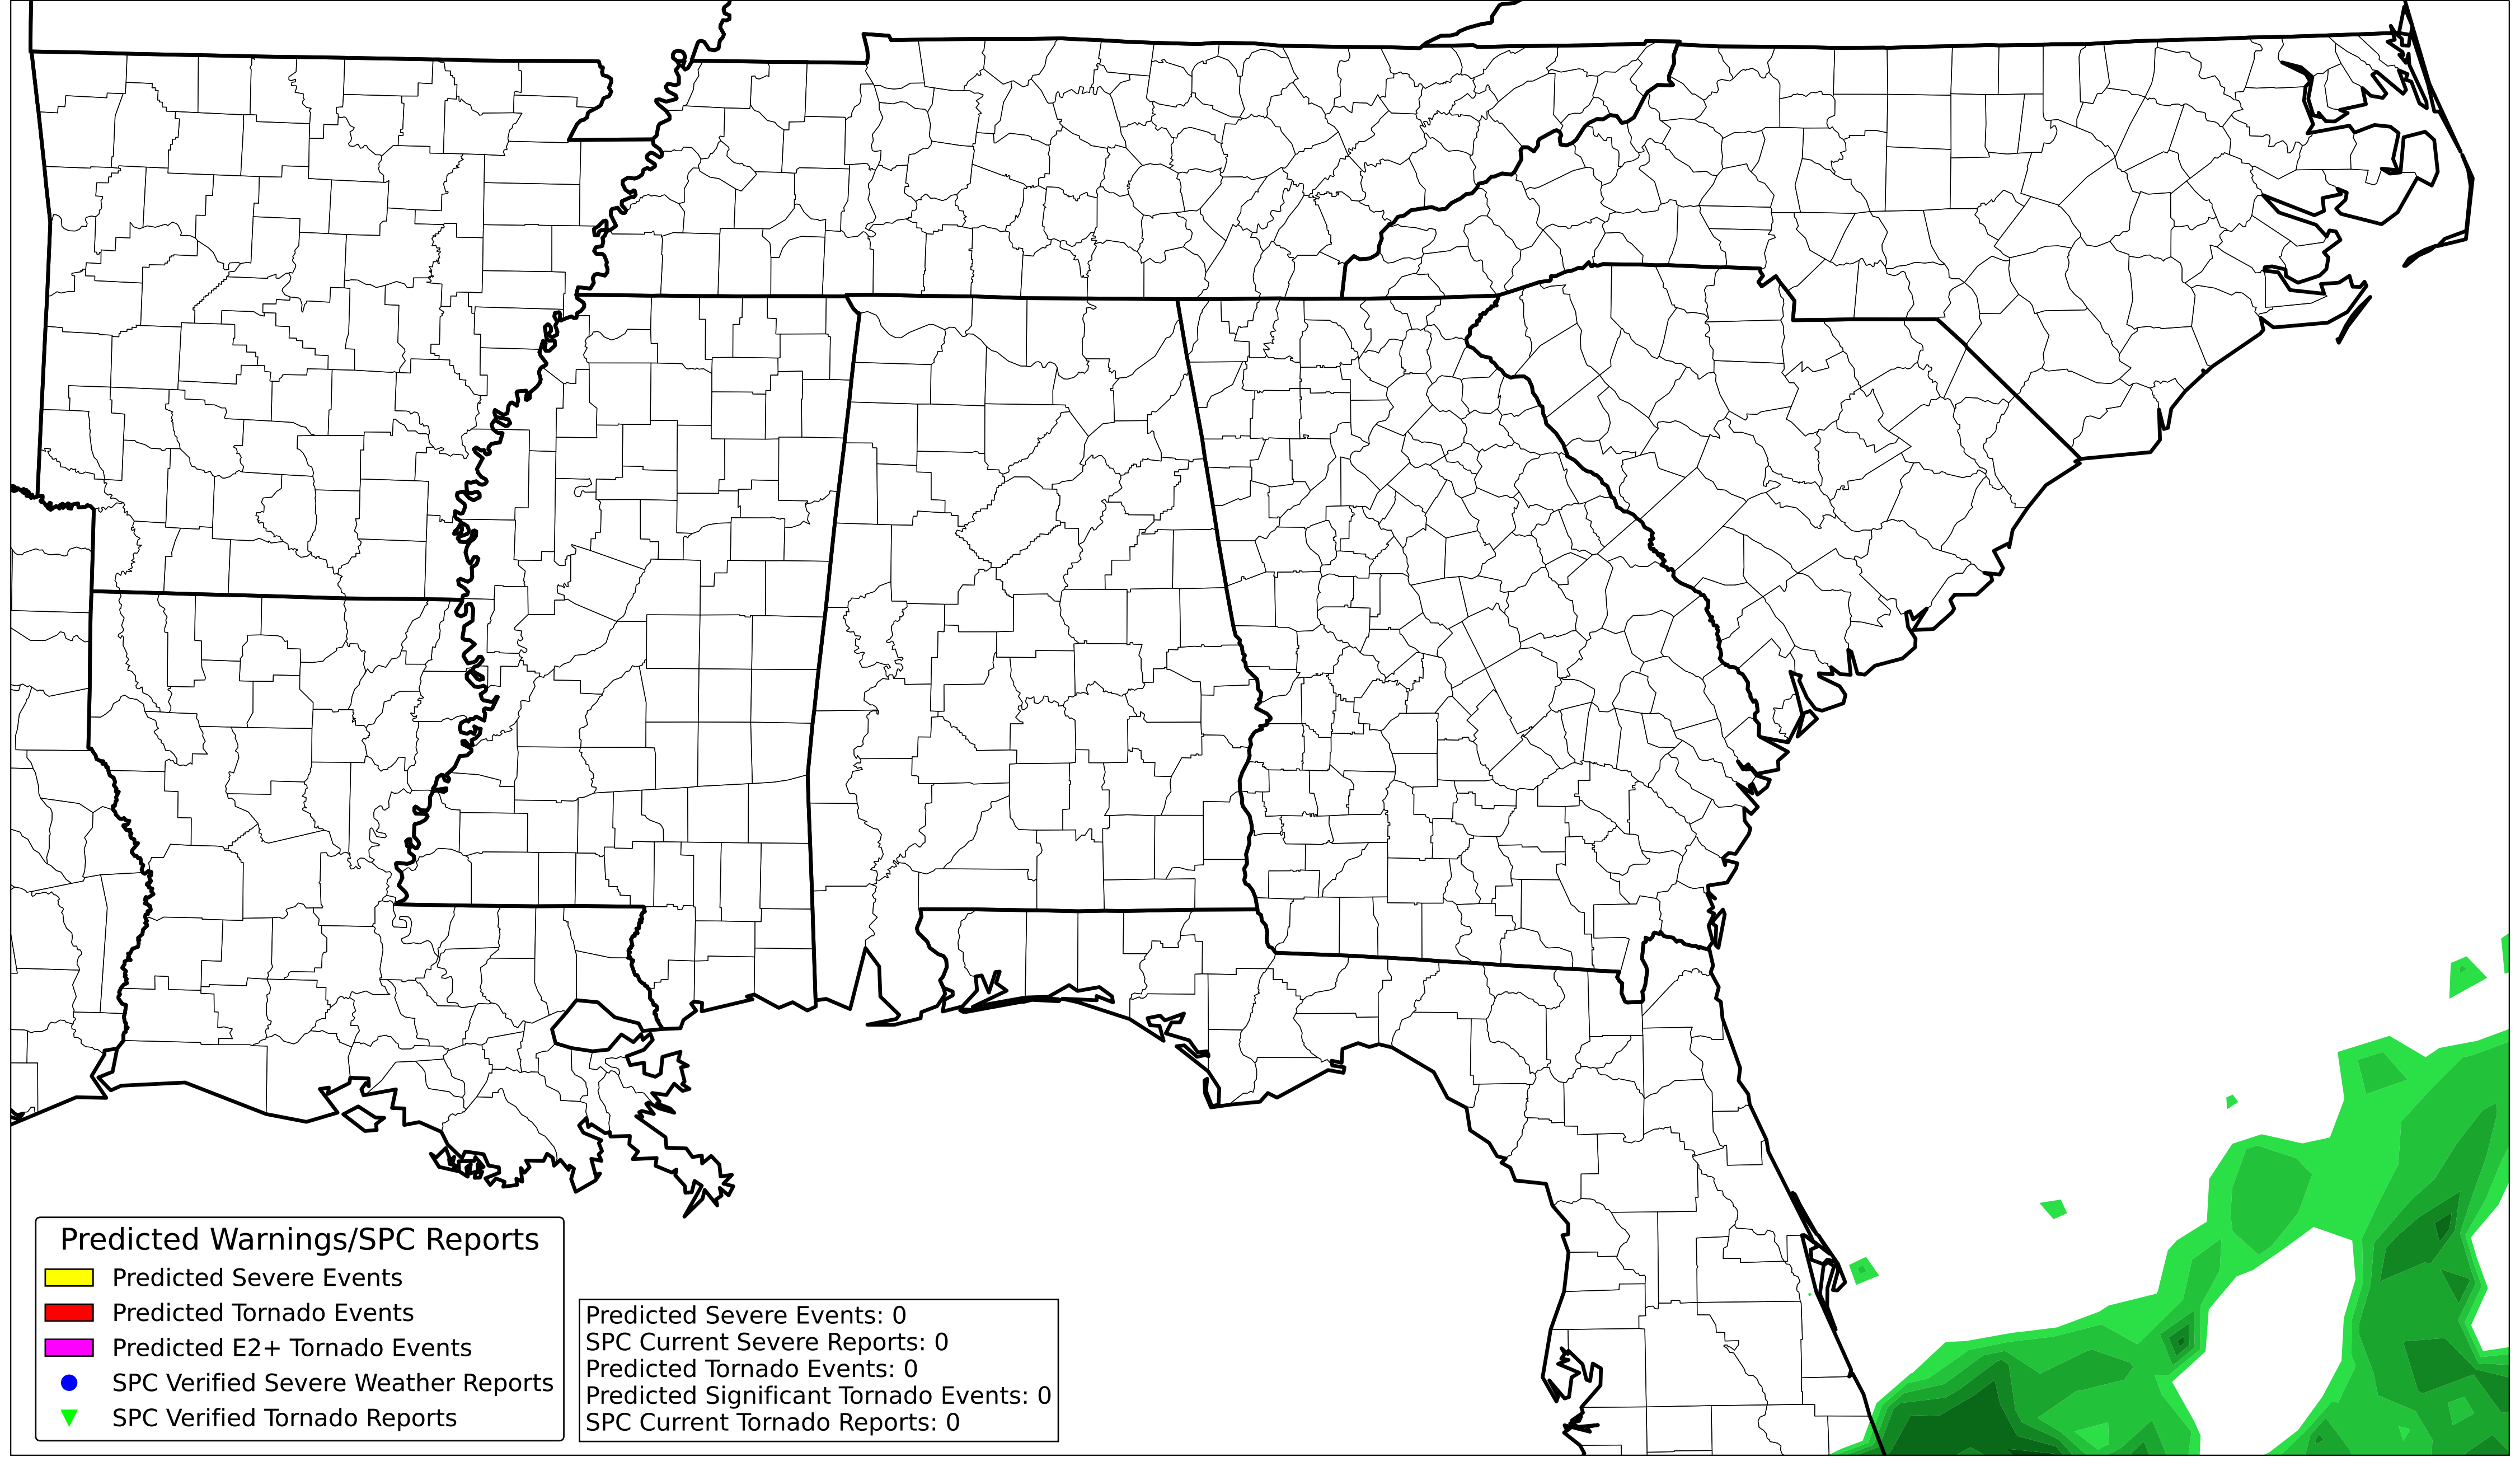 Predicted Warnings/SPC Reports
Predicted Severe Events
Predicted Tornado Events
Predicted E2+ Tornado Events
SPC Verified Severe Weather Reports
SPC Verified Tornado Reports
Predicted Severe Events: 0
SPC Current Severe Reports: 0
Predicted Tornado Events: 0
Predicted Significant Tornado Events: 0
SPC Current Tornado Reports: 0